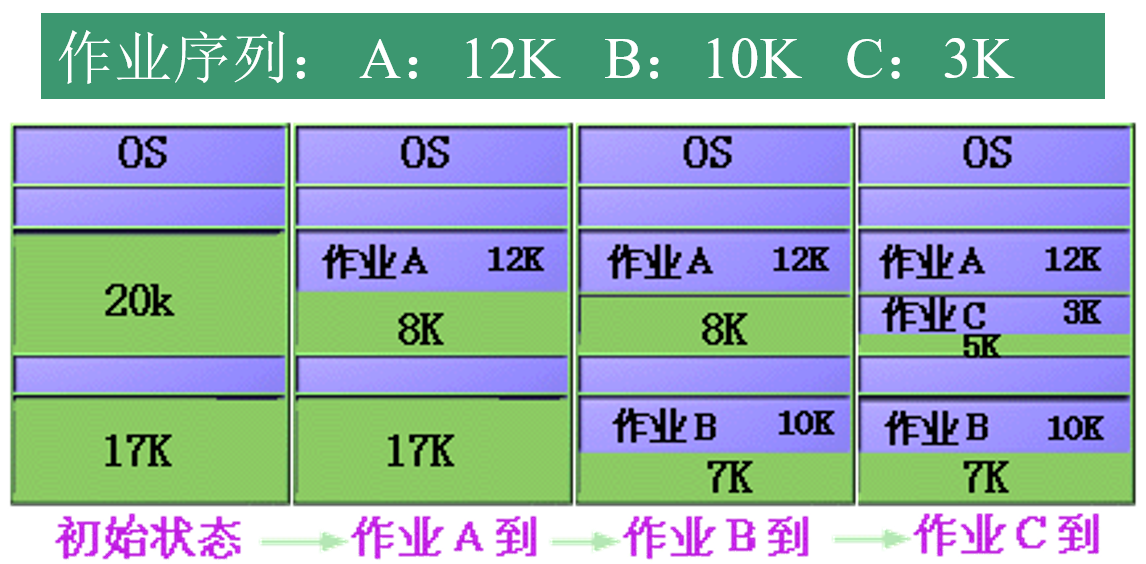 作业序列： A：12K B：10K C：3K
OS OS OS OS
作业A 12K 作业A 12K 作业A 12K
20k 8K 8K 作业C 3K
5K
作业B 10K 作业B 10K
17K 17K 7K 7K
初始状态 作业A到 作业B到 作业C到